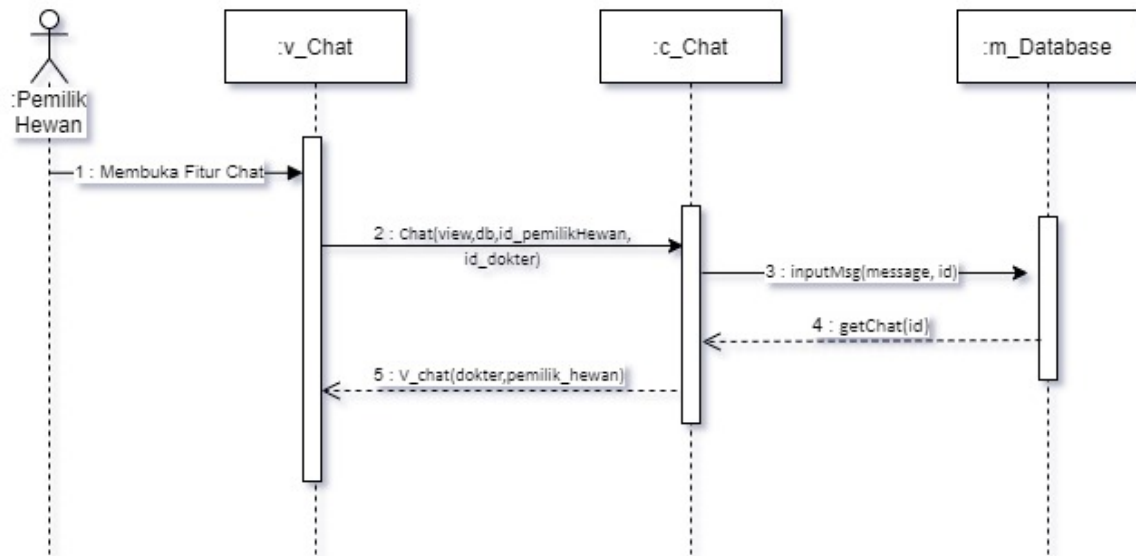 :v_Chat
:c_Chat
:m_Database
:Pemilik
Hewan
1 : Membuka Fitur Chat
2 : Chat(view,db,id_pemilikHewan,
id_dokter)
3 : inputMsg(message, id)
4 : getChat(id)
5 : V_chat(dokter,pemilik_hewan)